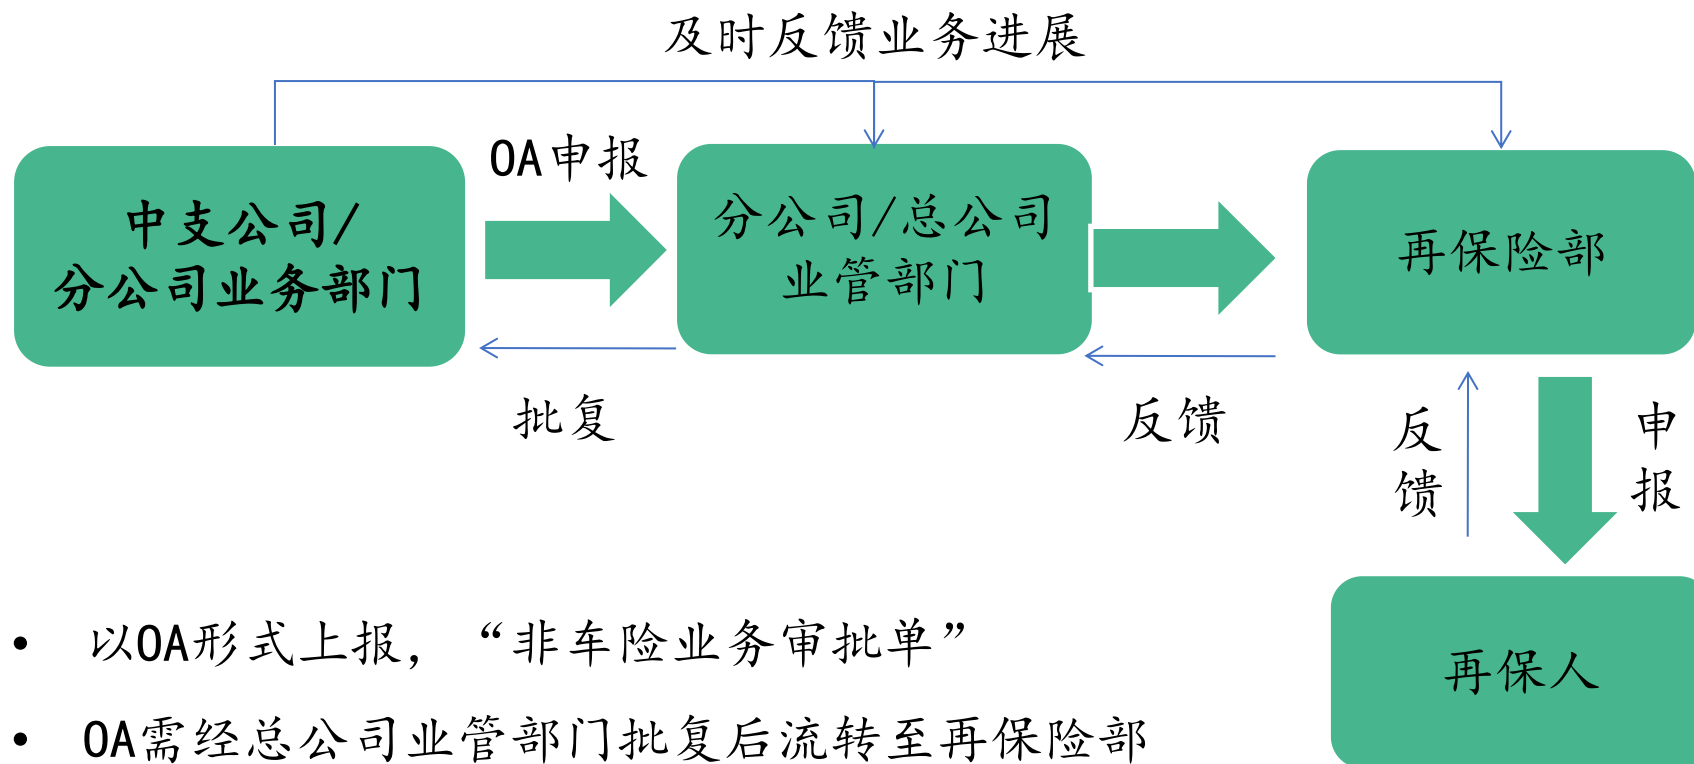 及时反馈业务进展
OA申报
中支公司/
分公司业务部门
分公司/总公司
业管部门
再保险部
批复
反馈
反
馈
申
报
• 以OA形式上报，“非车险业务审批单”
再保人
• OA需经总公司业管部门批复后流转至再保险部